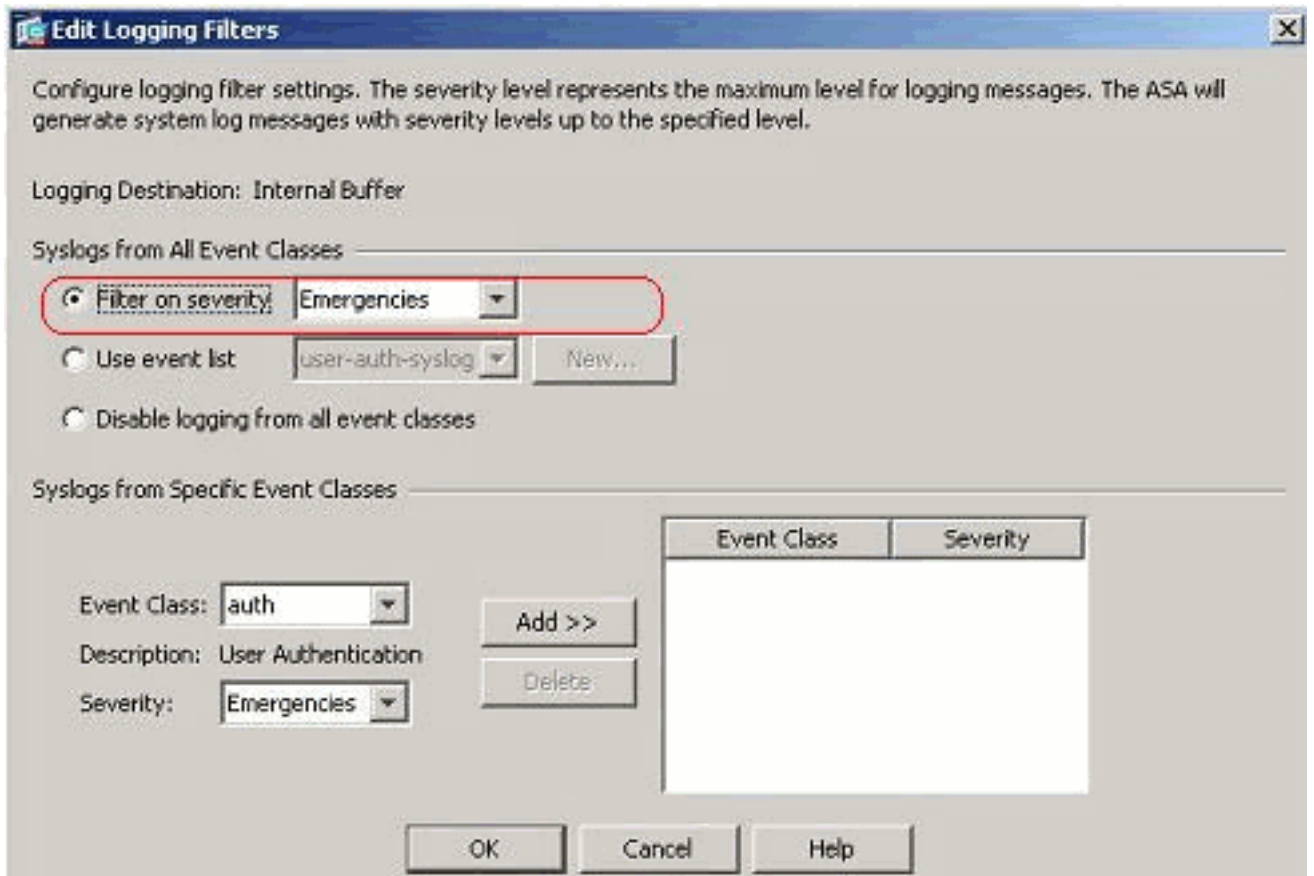 Edit Logging Filters
Configure logging filter settings. The severity level represents the maximum level for logging messages. The ASA will
generate system log messages with severity levels up to the specified level.
Logging Destination: Internal Buffer
Syslogs from All Event Classes
Filter on severity Emergencies
Use event list user-auth-syslog New...
Disable logging from all event classes
Syslogs from Specific Event Classes
Event Class Severity
Event Class: auth
Add >>
Description: User Authentication
Delete
Severity: Emergencies
OK Cancel Help